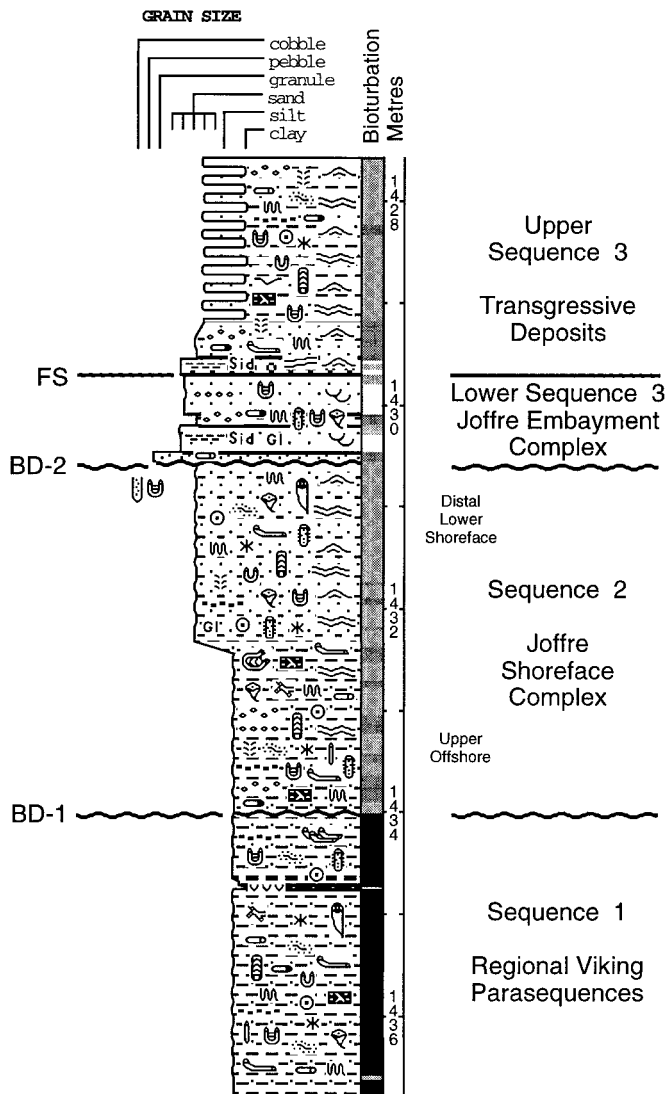 GRAIN SIZE
cobble
pebble
granule
sand
silt
clay
Bioturbation
Metres
1428
Upper
Sequence 3
Transgressive
Deposits
Sid
FS
1430
Lower Sequence 3
Joffre Embayment
Complex
Sid Gl
BD-2
Distal
Lower
Shoreface
1432
Sequence 2
Gl
Joffre
Shoreface
Complex
Upper
Offshore
1434
BD-1
Sequence 1
Regional Viking
Parasequences
1436